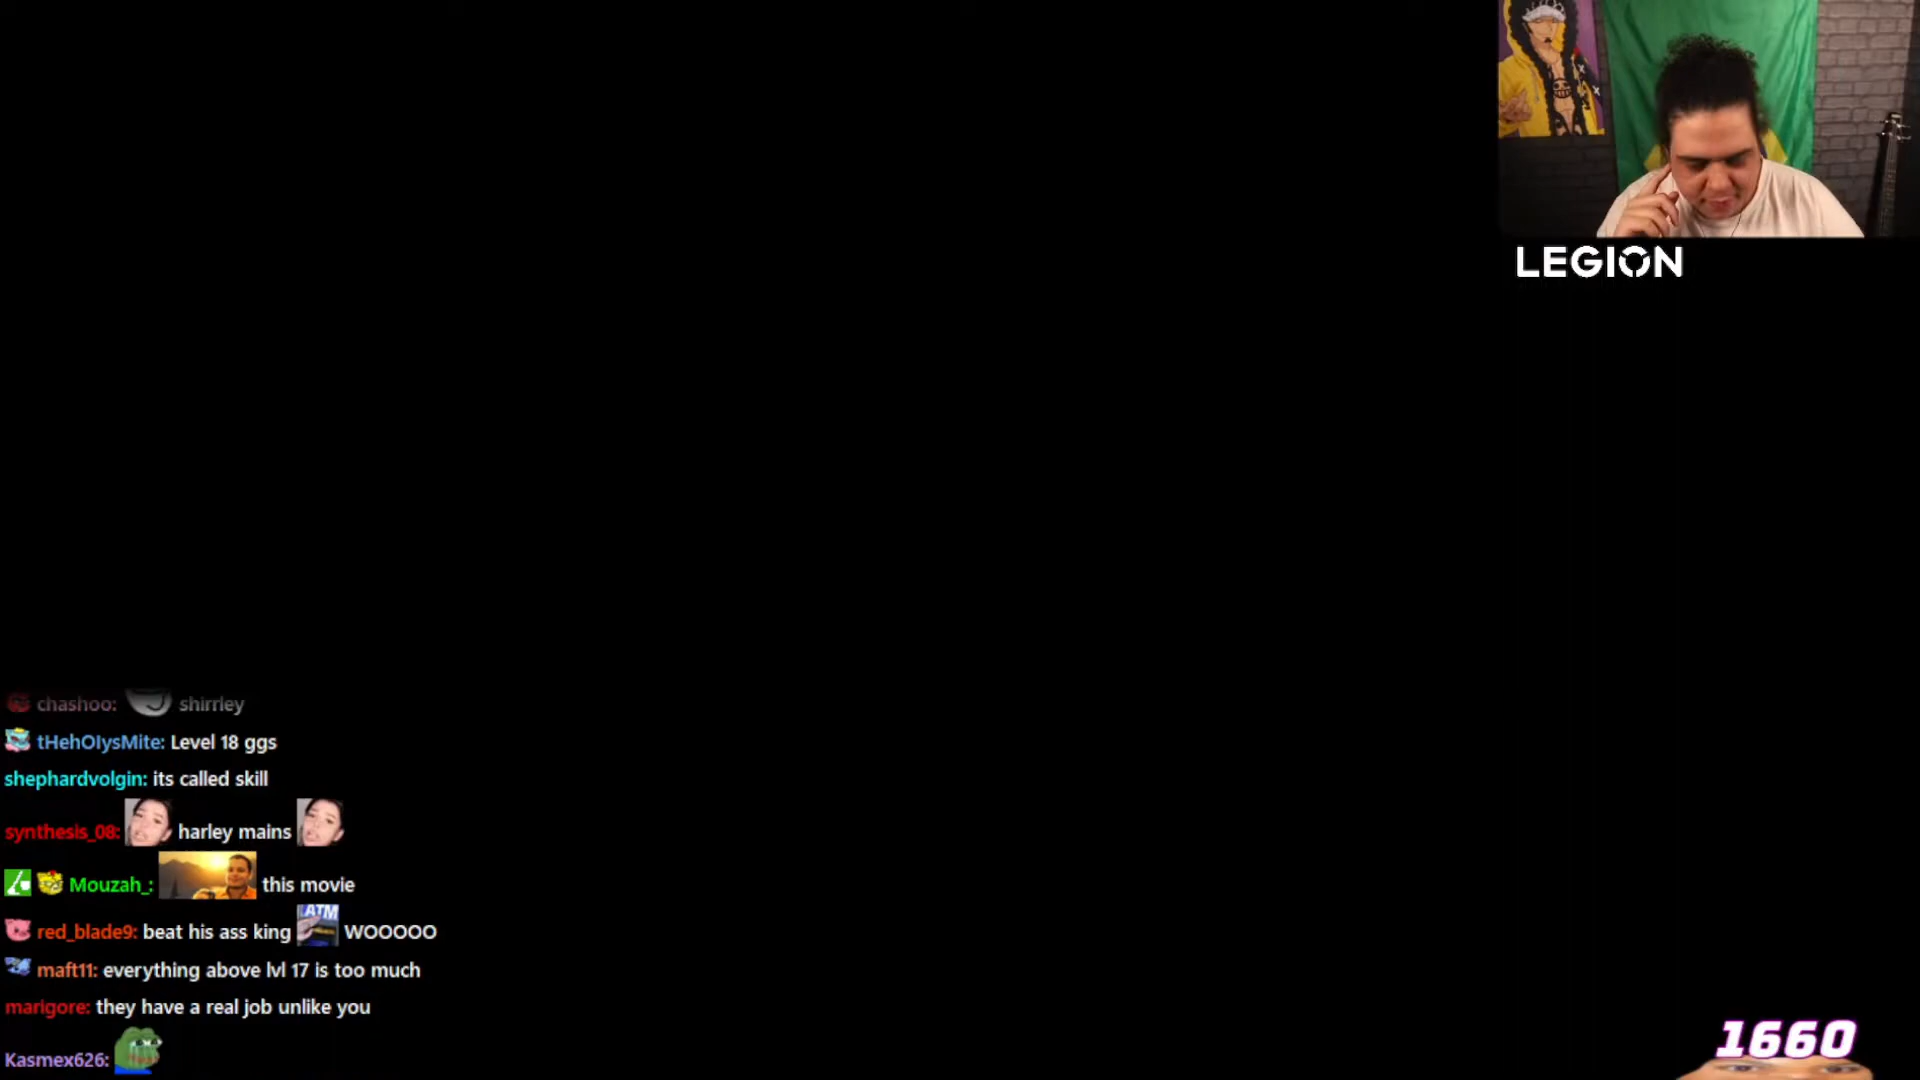 LEGION
chashoo: shirrley
tHehOlysMite: Level 18 ggs
shephardvolgin: its called skill
synthesis_08: harley mains
Mouzah_: this movie
red_blade9: beat his ass king ATM WOOOOO
maft11: everything above lvl 17 is too much
marigore: they have a real job unlike you
Kasmex626:
1660